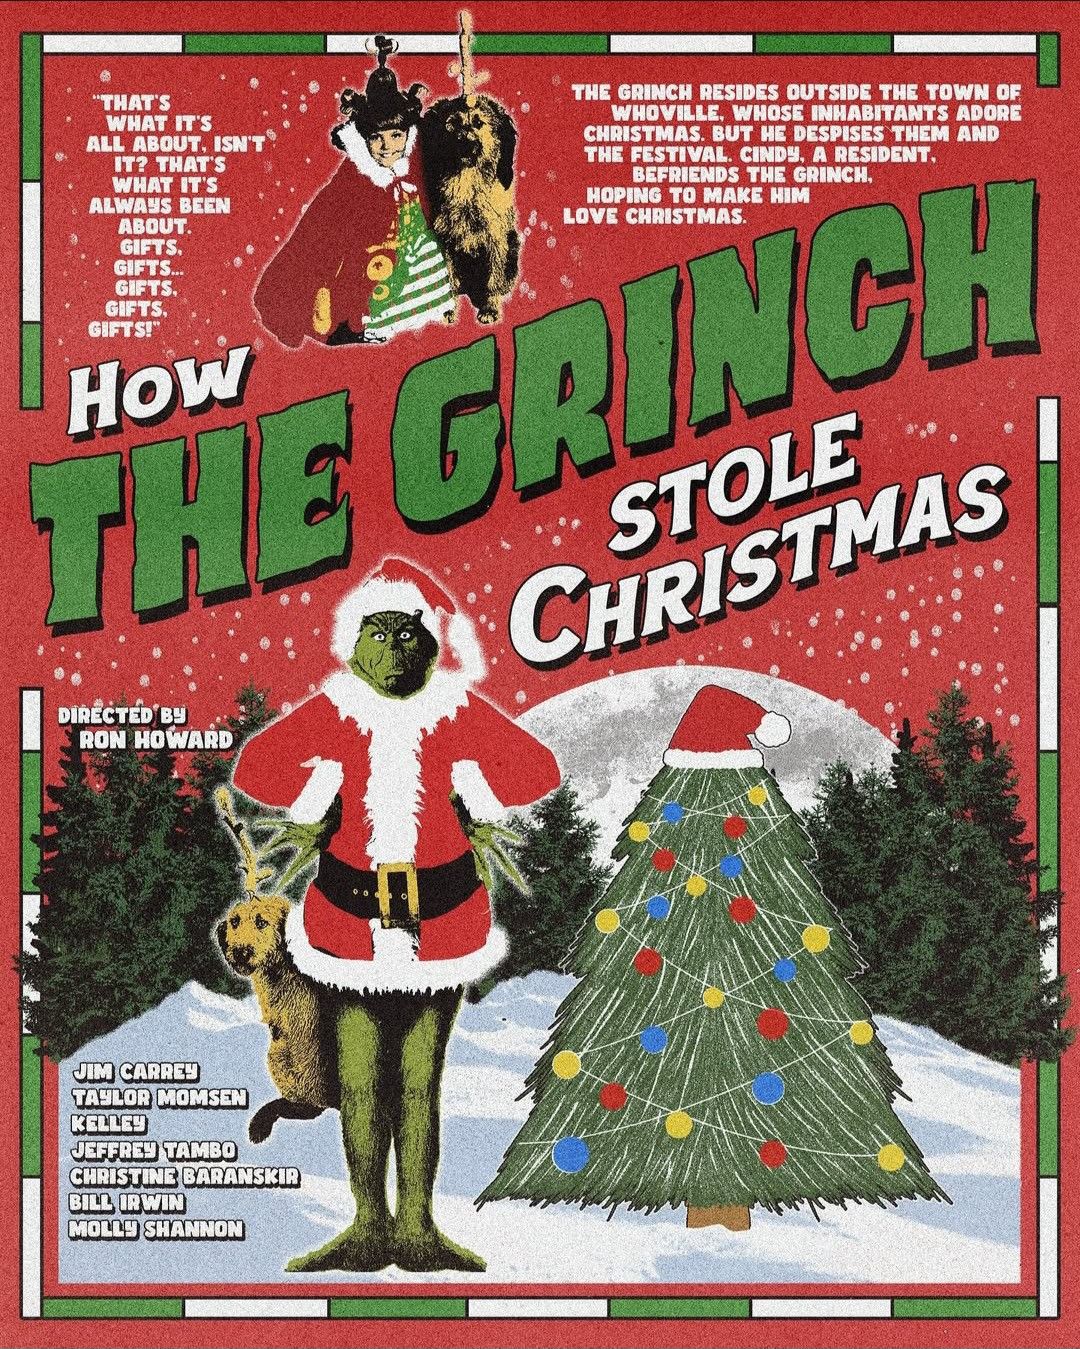 "THAT'S
WHAT IT'S
ALL ABOUT, ISN'T
IT? THAT'S
WHAT IT'S
ALWAYS BEEN
ABOUT.
GIFTS,
GIFTS...
GIFTS,
GIFTS,
GIFTS!"
THE GRINCH RESIDES OUTSIDE THE TOWN OF
WHOVILLE, WHOSE INHABITANTS ADORE
CHRISTMAS. BUT HE DESPISES THEM AND
THE FESTIVAL. CINDY, A RESIDENT,
BEFRIENDS THE GRINCH,
HOPING TO MAKE HIM
LOVE CHRISTMAS.
HOW
THE GRINCH
STOLE
CHRISTMAS
DIRECTED BY
RON HOWARD
JIM CARREY
TAYLOR MOMSEN
KELLEY
JEFFREY TAMBO
CHRISTINE BARANSKIR
BILL IRWIN
MOLLY SHANNON